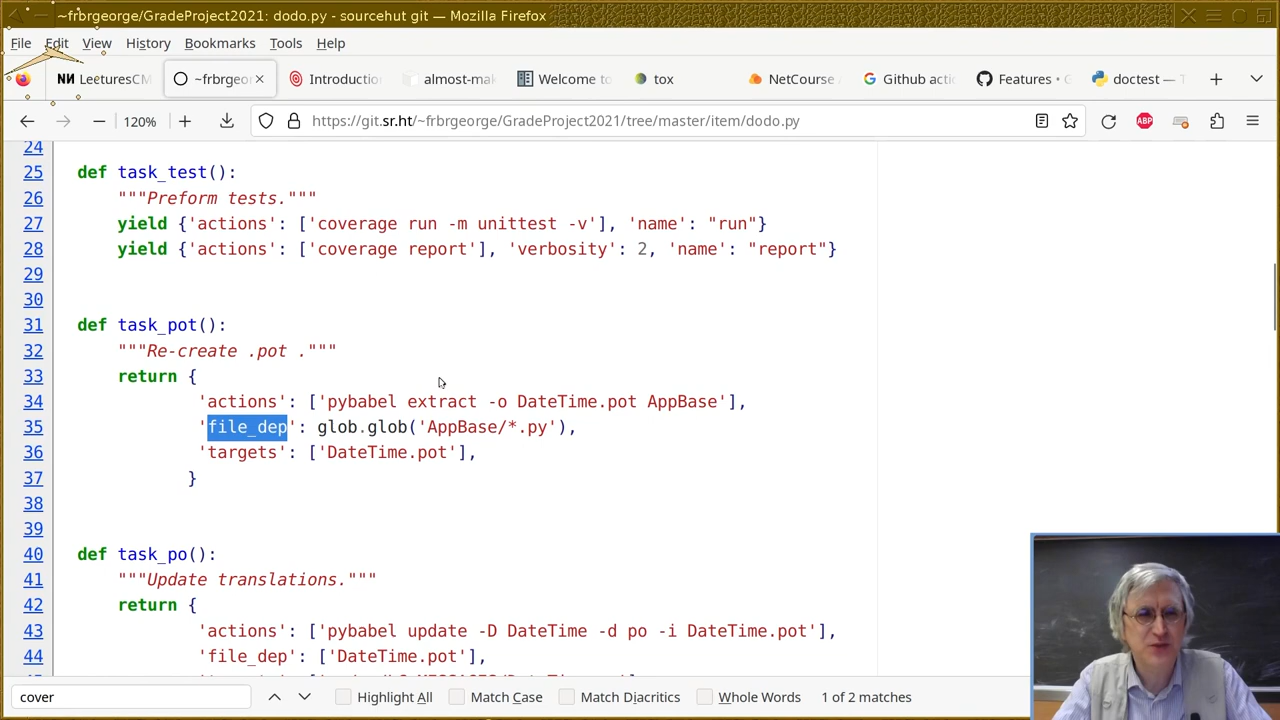 ~frbrgeorge/GradeProject2021: dodo.py - sourcehut git — Mozilla Firefox
File Edit View History Bookmarks Tools Help
LecturesCM ~frbrgeo Introduction almost-mak Welcome to tox NetCourse Github acti Features · G doctest — T
120% https://git.sr.ht/~frbrgeorge/GradeProject2021/tree/master/item/dodo.py ABP
24
25 def task_test():
26 """Preform tests."""
27 yield {'actions': ['coverage run -m unittest -v'], 'name': "run"}
28 yield {'actions': ['coverage report'], 'verbosity': 2, 'name': "report"}
29
30
31 def task_pot():
32 """Re-create .pot ."""
33 return {
34 'actions': ['pybabel extract -o DateTime.pot AppBase'],
35 'file_dep': glob.glob('AppBase/*.py'),
36 'targets': ['DateTime.pot'],
37 }
38
39
40 def task_po():
41 """Update translations."""
42 return {
43 'actions': ['pybabel update -D DateTime -d po -i DateTime.pot'],
44 'file_dep': ['DateTime.pot'],
cover Highlight All Match Case Match Diacritics Whole Words 1 of 2 matches